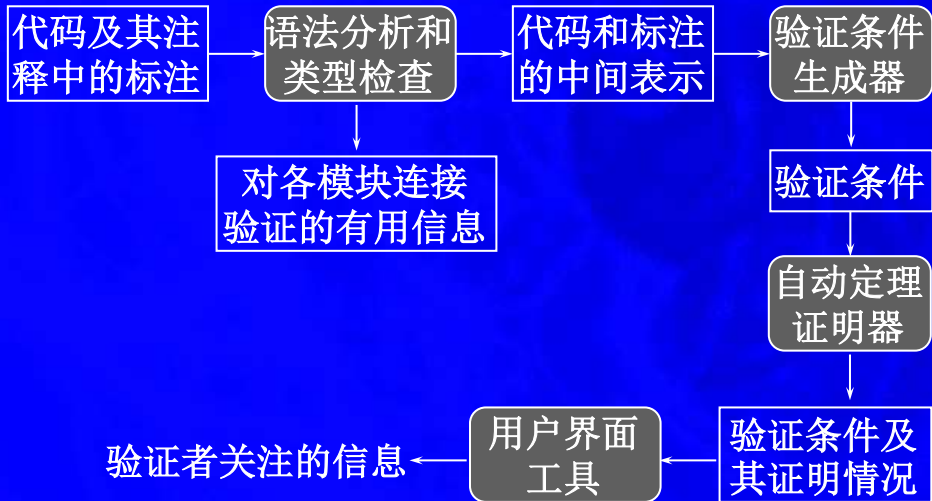 代码及其注
释中的标注
语法分析和
类型检查
代码和标注
的中间表示
验证条件
生成器
对各模块连接
验证的有用信息
验证条件
自动定理
证明器
验证条件及
其证明情况
用户界面
工具
验证者关注的信息